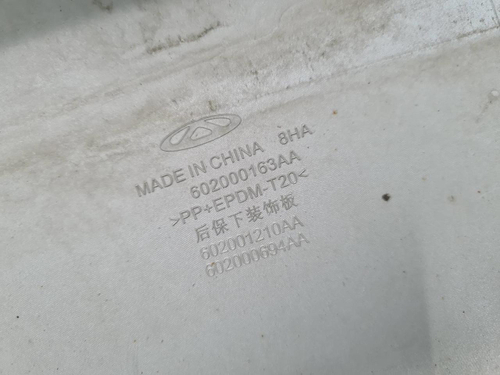 MADE IN CHINA 8HA
602000163AA
>PP+EPDM-T20<
后保下装饰板
602001210AA
602000694AA